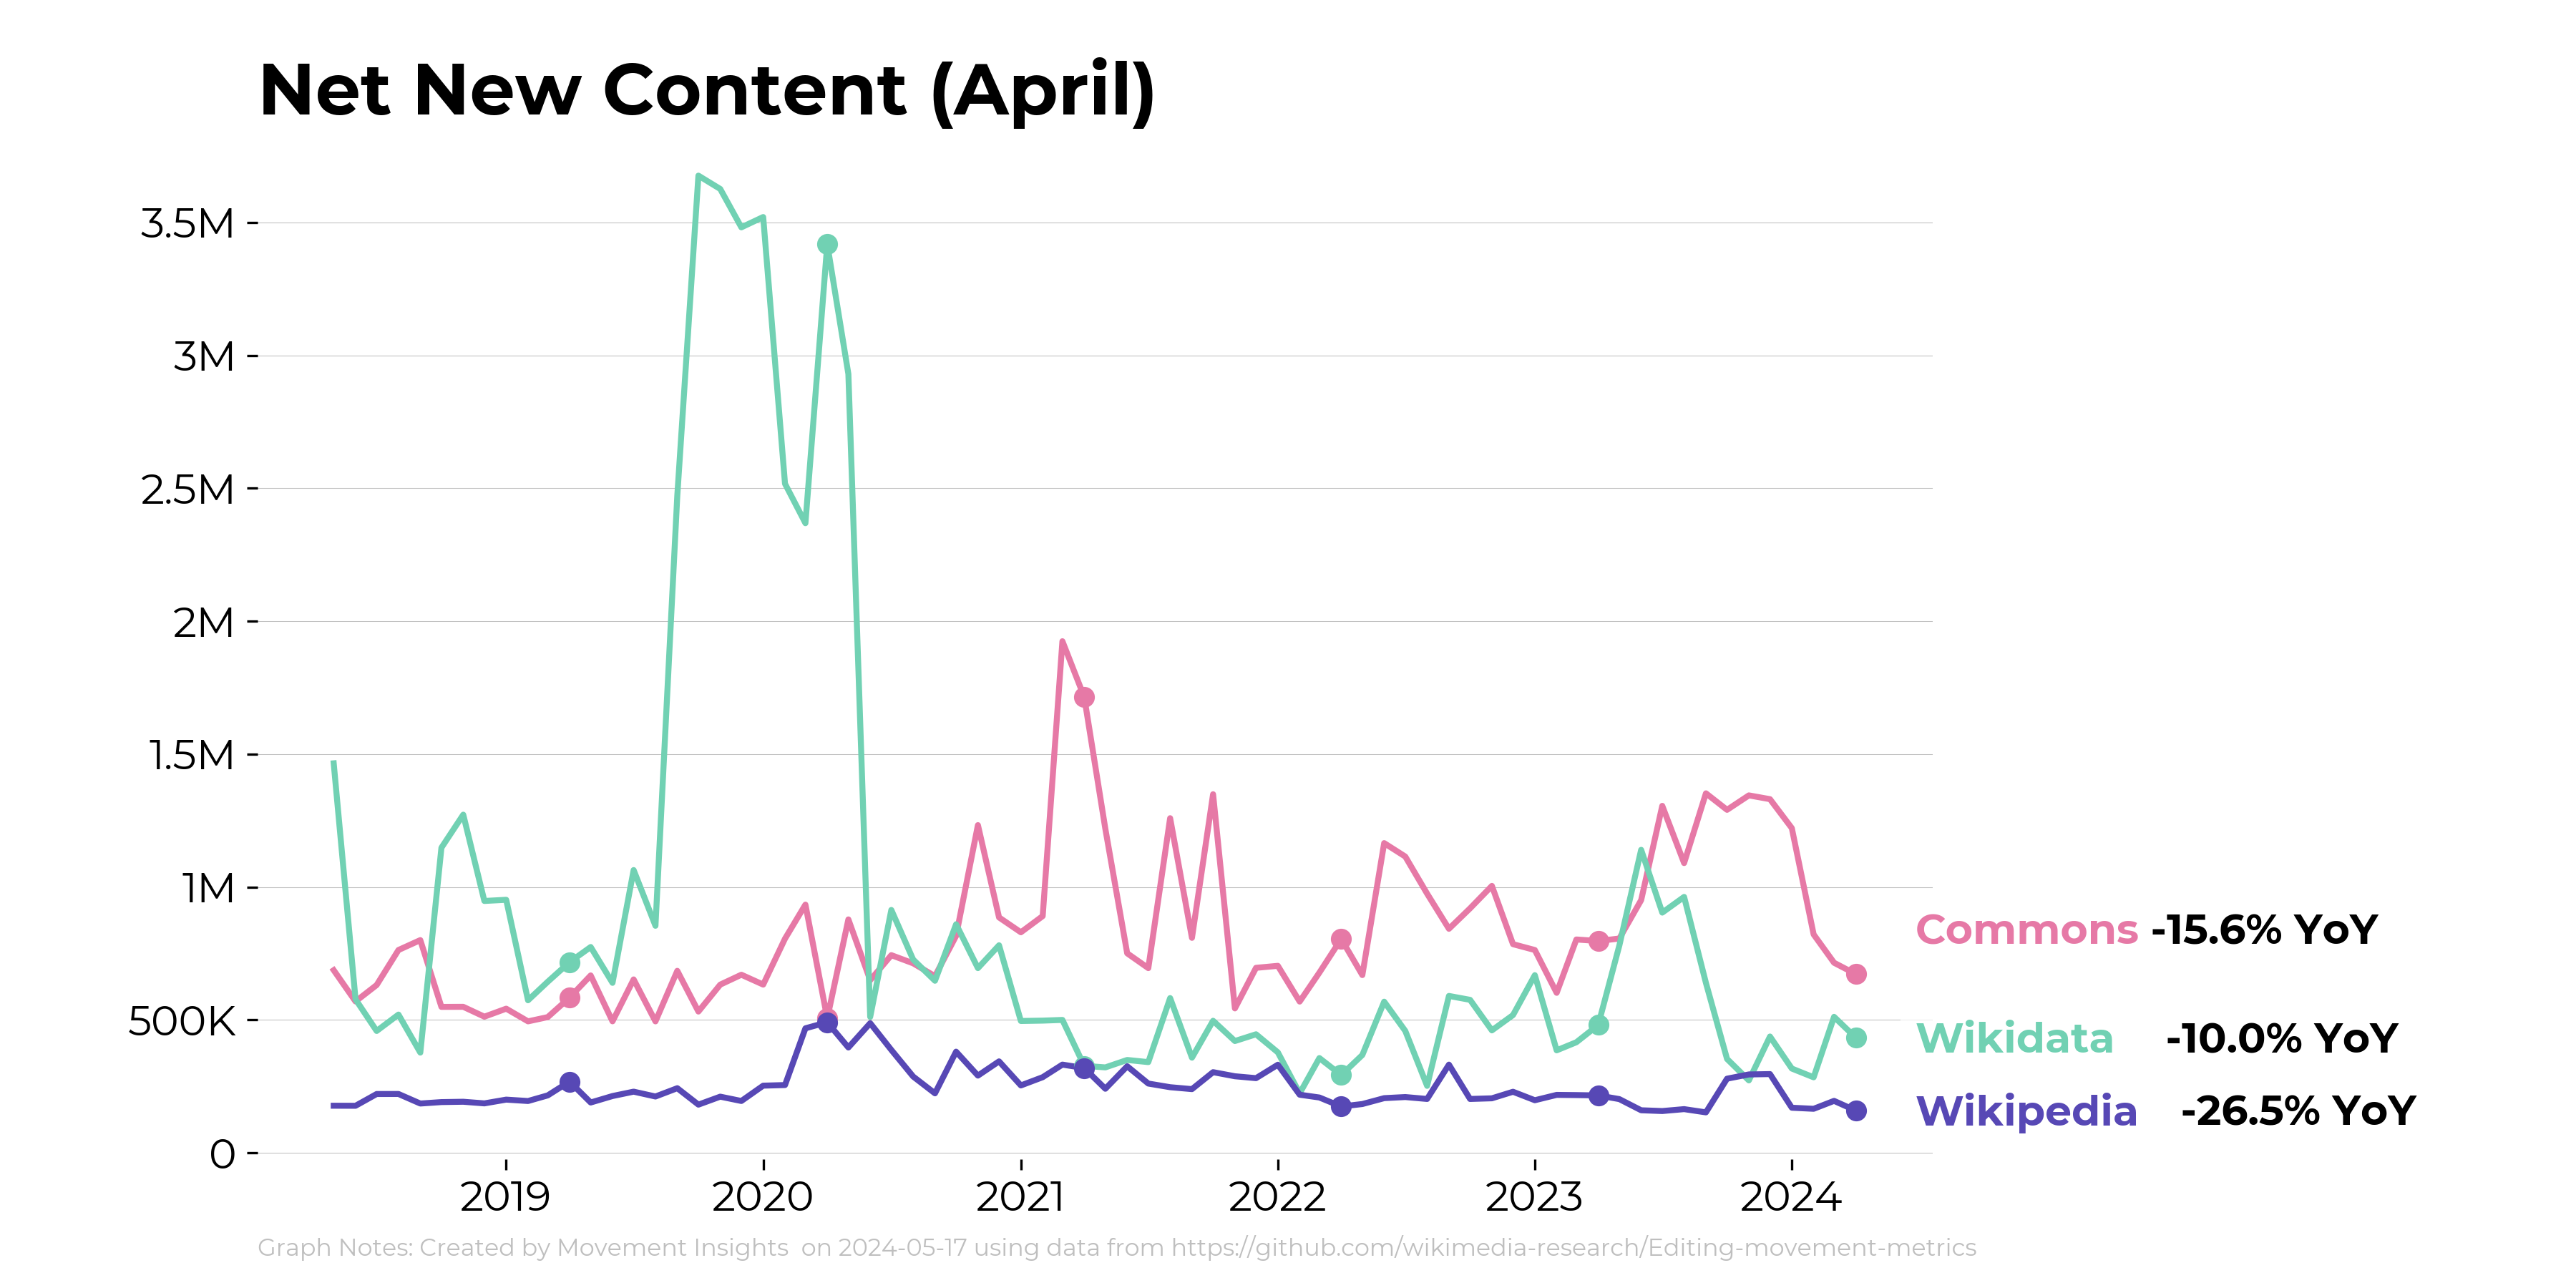 Net New Content (April)
3.5M
3M
2.5M
2M
1.5M
1M
500K
0
Commons -15.6% YoY
Wikidata -10.0% YoY
Wikipedia -26.5% YoY
2019 2020 2021 2022 2023 2024
Graph Notes: Created by Movement Insights on 2024-05-17 using data from https://github.com/wikimedia-research/Editing-movement-metrics